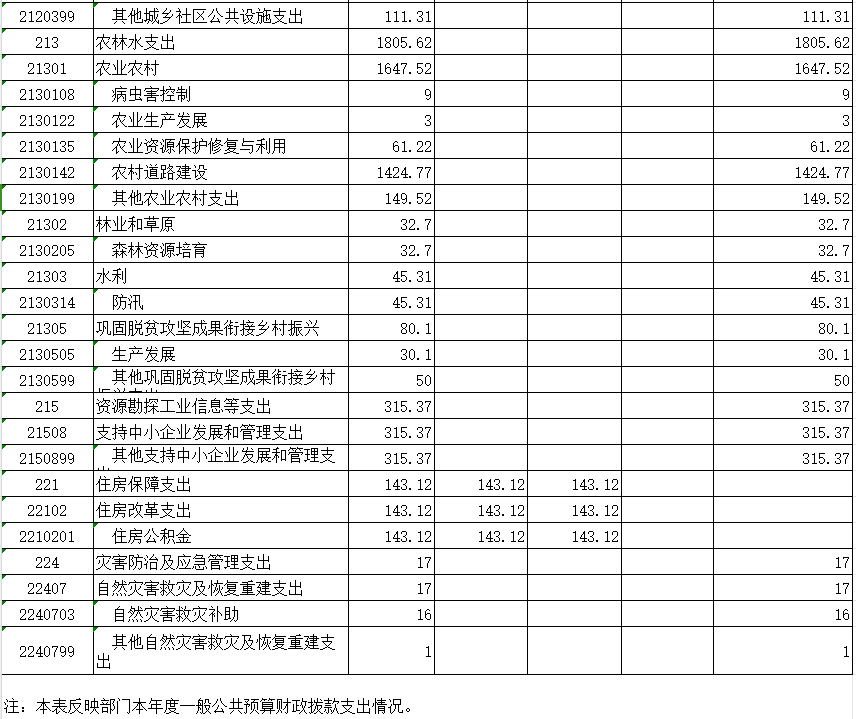 2120399 其他城乡社区公共设施支出 111.31 111.31
213 农林水支出 1805.62 1805.62
21301 农业农村 1647.52 1647.52
2130108 病虫害控制 9 9
2130122 农业生产发展 3 3
2130135 农业资源保护修复与利用 61.22 61.22
2130142 农村道路建设 1424.77 1424.77
2130199 其他农业农村支出 149.52 149.52
21302 林业和草原 32.7 32.7
2130205 森林资源培育 32.7 32.7
21303 水利 45.31 45.31
2130314 防汛 45.31 45.31
21305 巩固脱贫攻坚成果衔接乡村振兴 80.1 80.1
2130505 生产发展 30.1 30.1
2130599 其他巩固脱贫攻坚成果衔接乡村 50 50
215 资源勘探工业信息等支出 315.37 315.37
21508 支持中小企业发展和管理支出 315.37 315.37
2150899 其他支持中小企业发展和管理支 315.37 315.37
221 住房保障支出 143.12 143.12 143.12
22102 住房改革支出 143.12 143.12 143.12
2210201 住房公积金 143.12 143.12 143.12
224 灾害防治及应急管理支出 17 17
22407 自然灾害救灾及恢复重建支出 17 17
2240703 自然灾害救灾补助 16 16
2240799 其他自然灾害救灾及恢复重建支 1 1
出
注：本表反映部门本年度一般公共预算财政拨款支出情况。